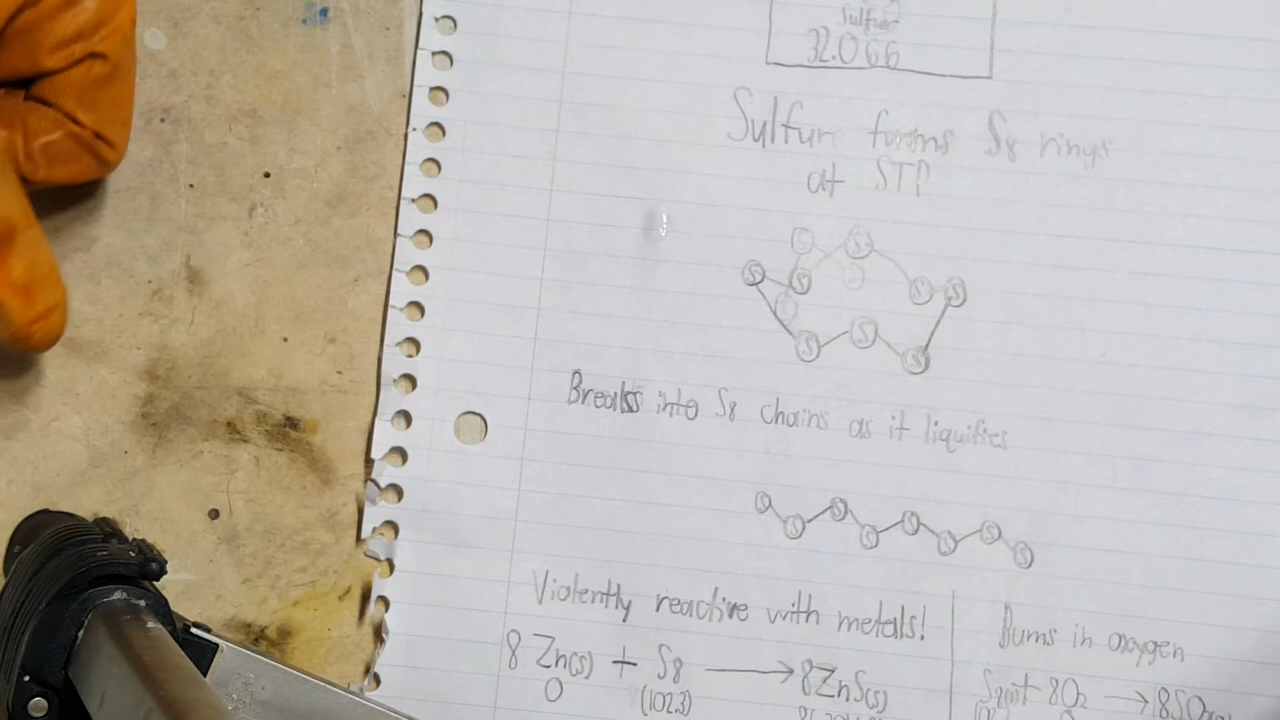 Sulfur
32.066
Sulfur forms S₈ rings
at STP
S S S S S S S S S
Breaks into S₈ chains as it liquifies
S S S S S S S S
Violently reactive with metals!
8 Zn(s) + S₈ ⟶ 8ZnS(s)
0 (102.3)
Burns in oxygen
8O₂ ⟶